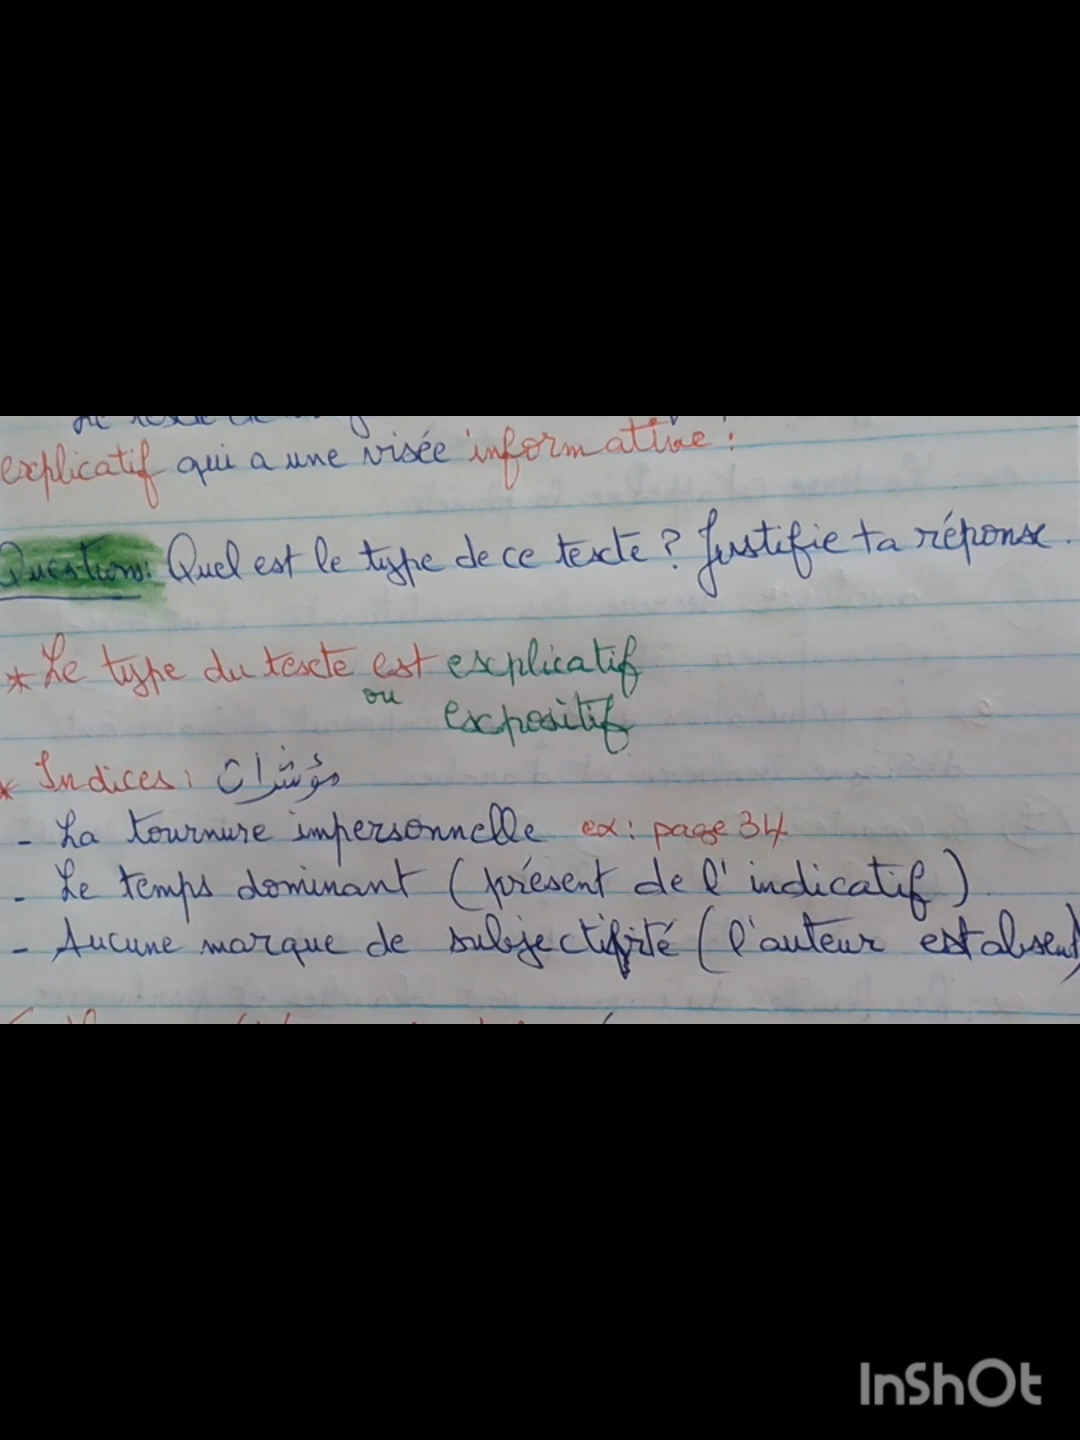 explicatif qui a une visée informative.
Question: Quel est le type de ce texte ? Justifie ta réponse.
* Le type du texte est explicatif
ou expositif
* Indices : مؤشرات
- La tournure impersonnelle ex : page 34
- Le temps dominant (présent de l'indicatif)
- Aucune marque de subjectivité (l'auteur est absent)
InShOt